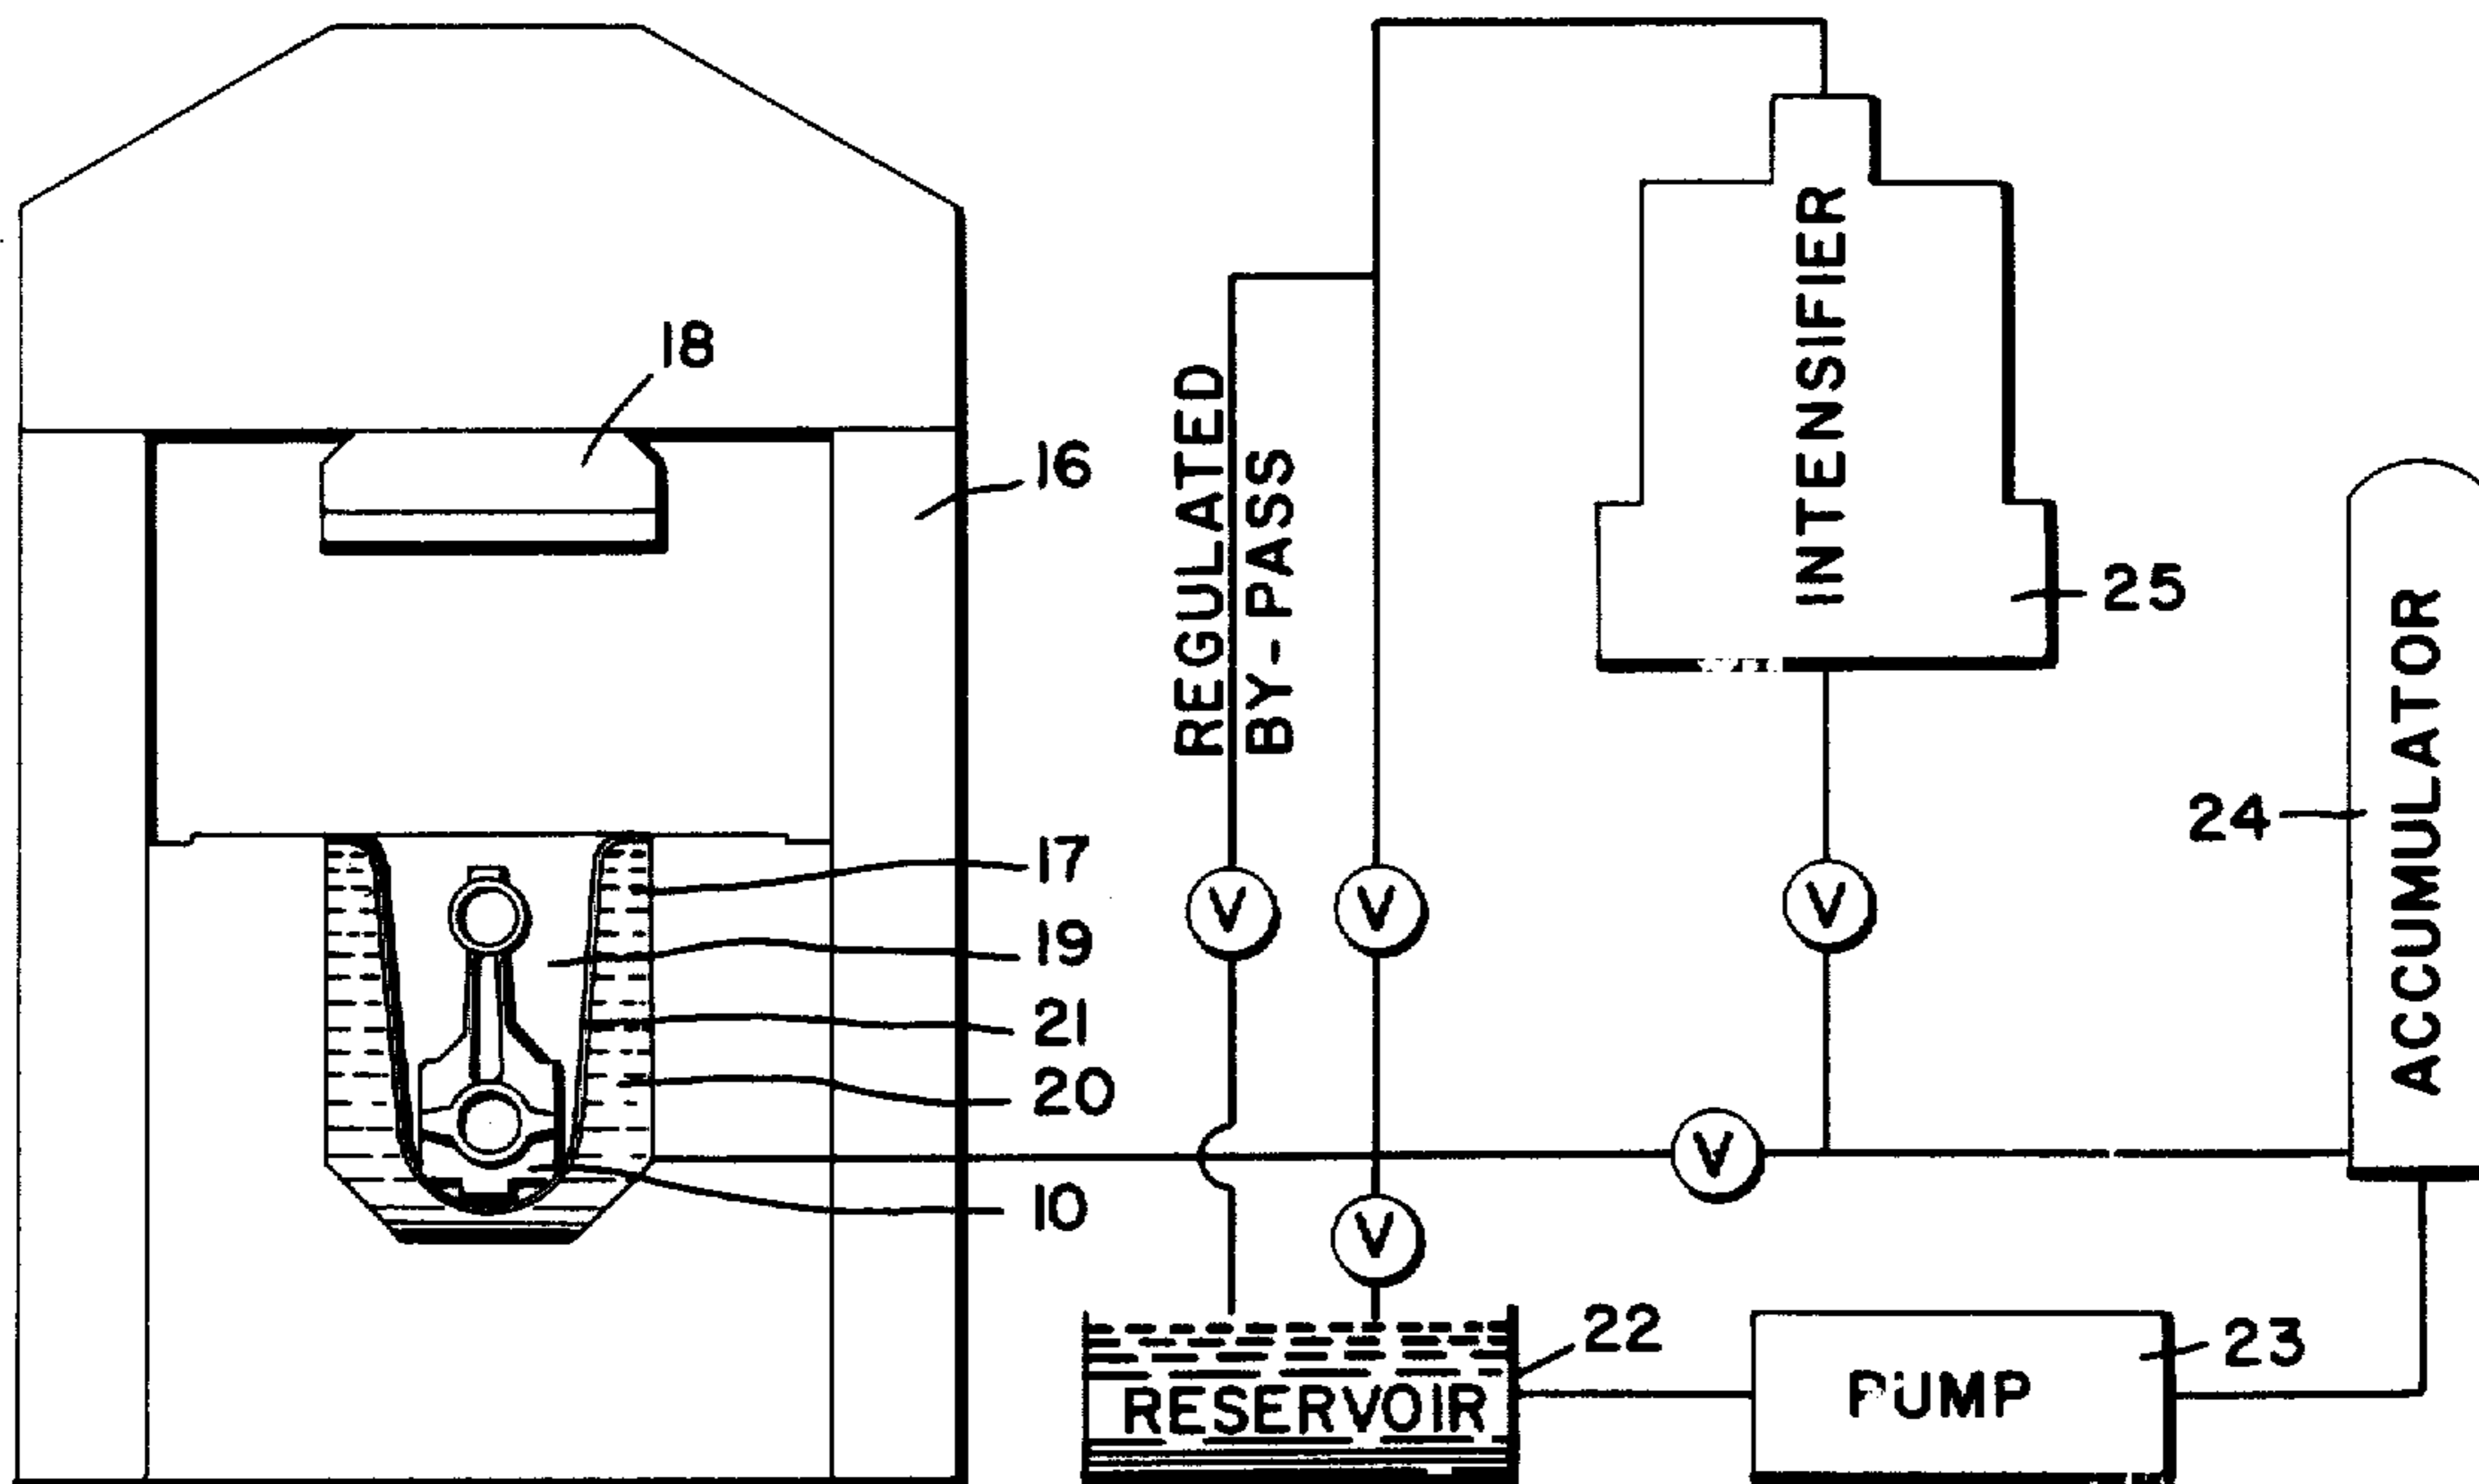 18
16
17
19
21
20
10
REGULATED
BY-PASS
V
V
V
V
V
INTENSIFIER
25
24
ACCUMULATOR
22
RESERVOIR
PUMP
23